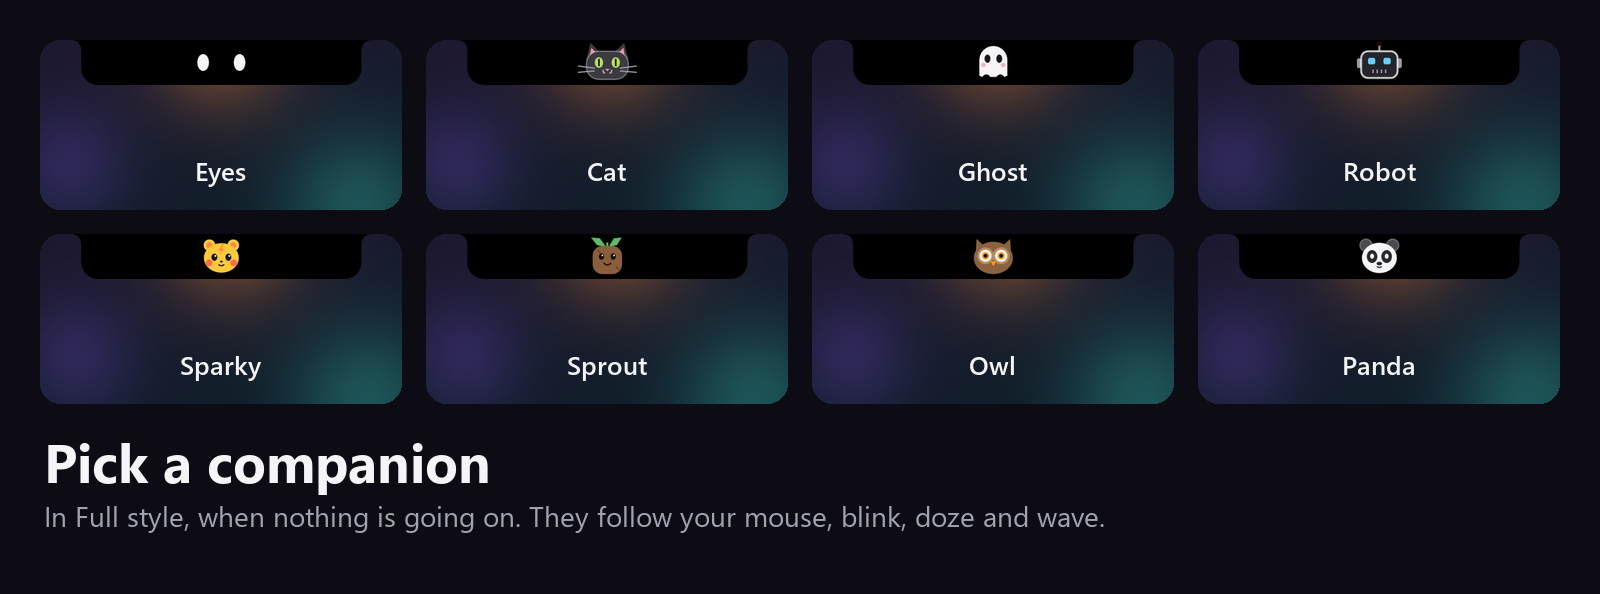 Eyes
Cat
Ghost
Robot
Sparky
Sprout
Owl
Panda
Pick a companion
In Full style, when nothing is going on. They follow your mouse, blink, doze and wave.